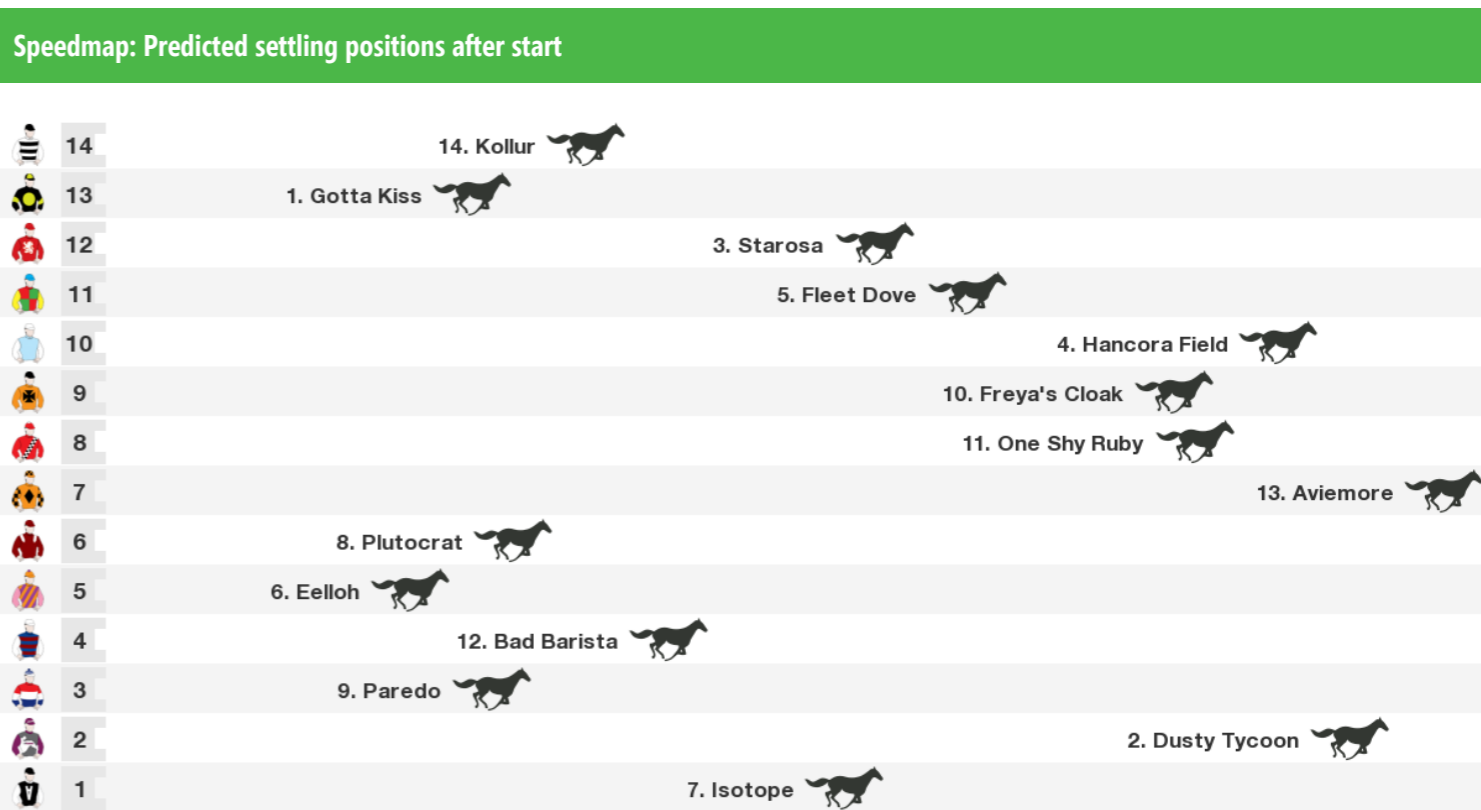 Speedmap: Predicted settling positions after start
14 14. Kollur
13 1. Gotta Kiss
12 3. Starosa
11 5. Fleet Dove
10 4. Hancora Field
9 10. Freya's Cloak
8 11. One Shy Ruby
7 13. Aviemore
6 8. Plutocrat
5 6. Eelloh
4 12. Bad Barista
3 9. Paredo
2 2. Dusty Tycoon
1 7. Isotope